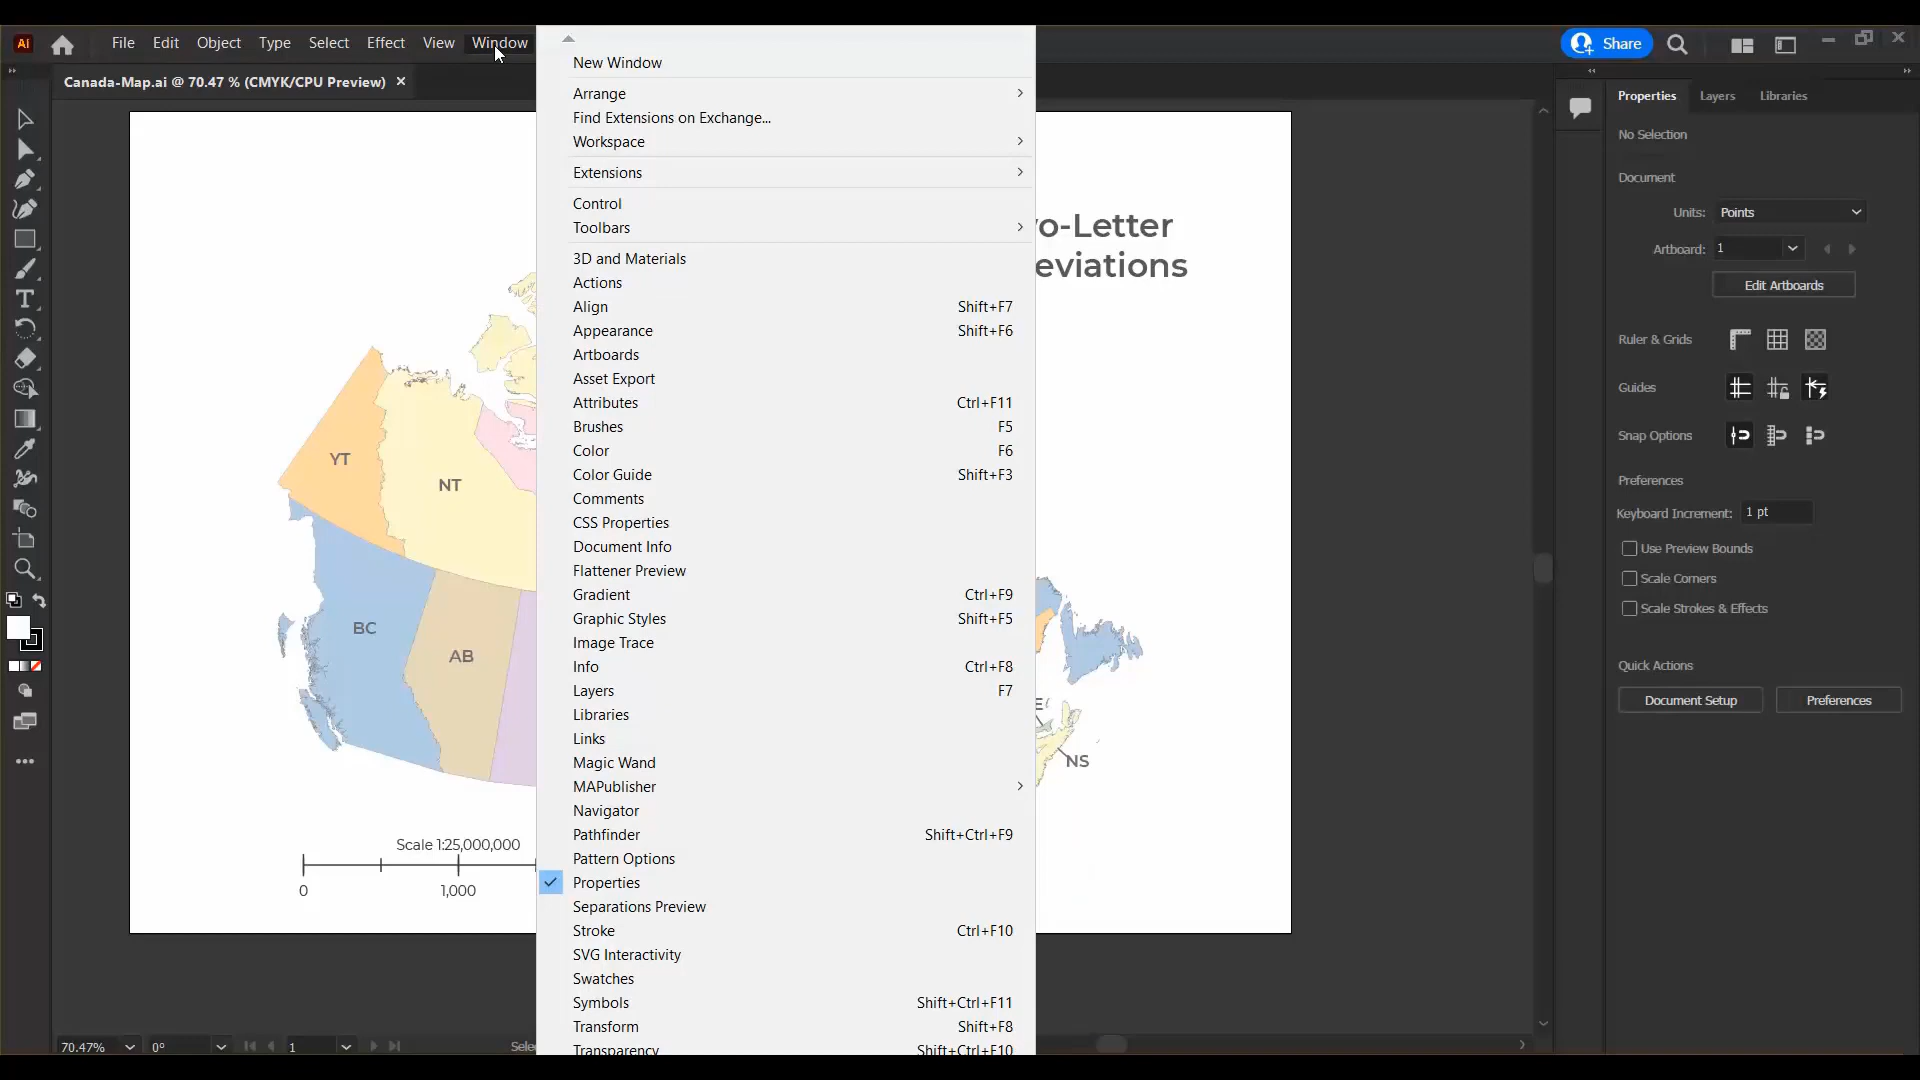 Ai
File
Edit
Object
Type
Select
Effect
View
Window
Share
Canada-Map.ai @ 70.47 % (CMYK/CPU Preview)
New Window
Arrange
Find Extensions on Exchange...
Workspace
Extensions
Control
Toolbars
3D and Materials
Actions
Align Shift+F7
Appearance Shift+F6
Artboards
Asset Export
Attributes Ctrl+F11
Brushes F5
Color F6
Color Guide Shift+F3
Comments
CSS Properties
Document Info
Flattener Preview
Gradient Ctrl+F9
Graphic Styles Shift+F5
Image Trace
Info Ctrl+F8
Layers F7
Libraries
Links
Magic Wand
MAPublisher
Navigator
Pathfinder Shift+Ctrl+F9
Pattern Options
Properties
Separations Preview
Stroke Ctrl+F10
SVG Interactivity
Swatches
Symbols Shift+Ctrl+F11
Transform Shift+F8
Transparency Shift+Ctrl+F10
o-Letter
eviations
YT
NT
BC
AB
E
NS
Scale 1:25,000,000
0
1,000
70.47%
0°
1
Sele
Properties
Layers
Libraries
No Selection
Document
Units: Points
Artboard: 1
Edit Artboards
Ruler & Grids
Guides
Snap Options
Preferences
Keyboard Increment: 1 pt
Use Preview Bounds
Scale Corners
Scale Strokes & Effects
Quick Actions
Document Setup
Preferences